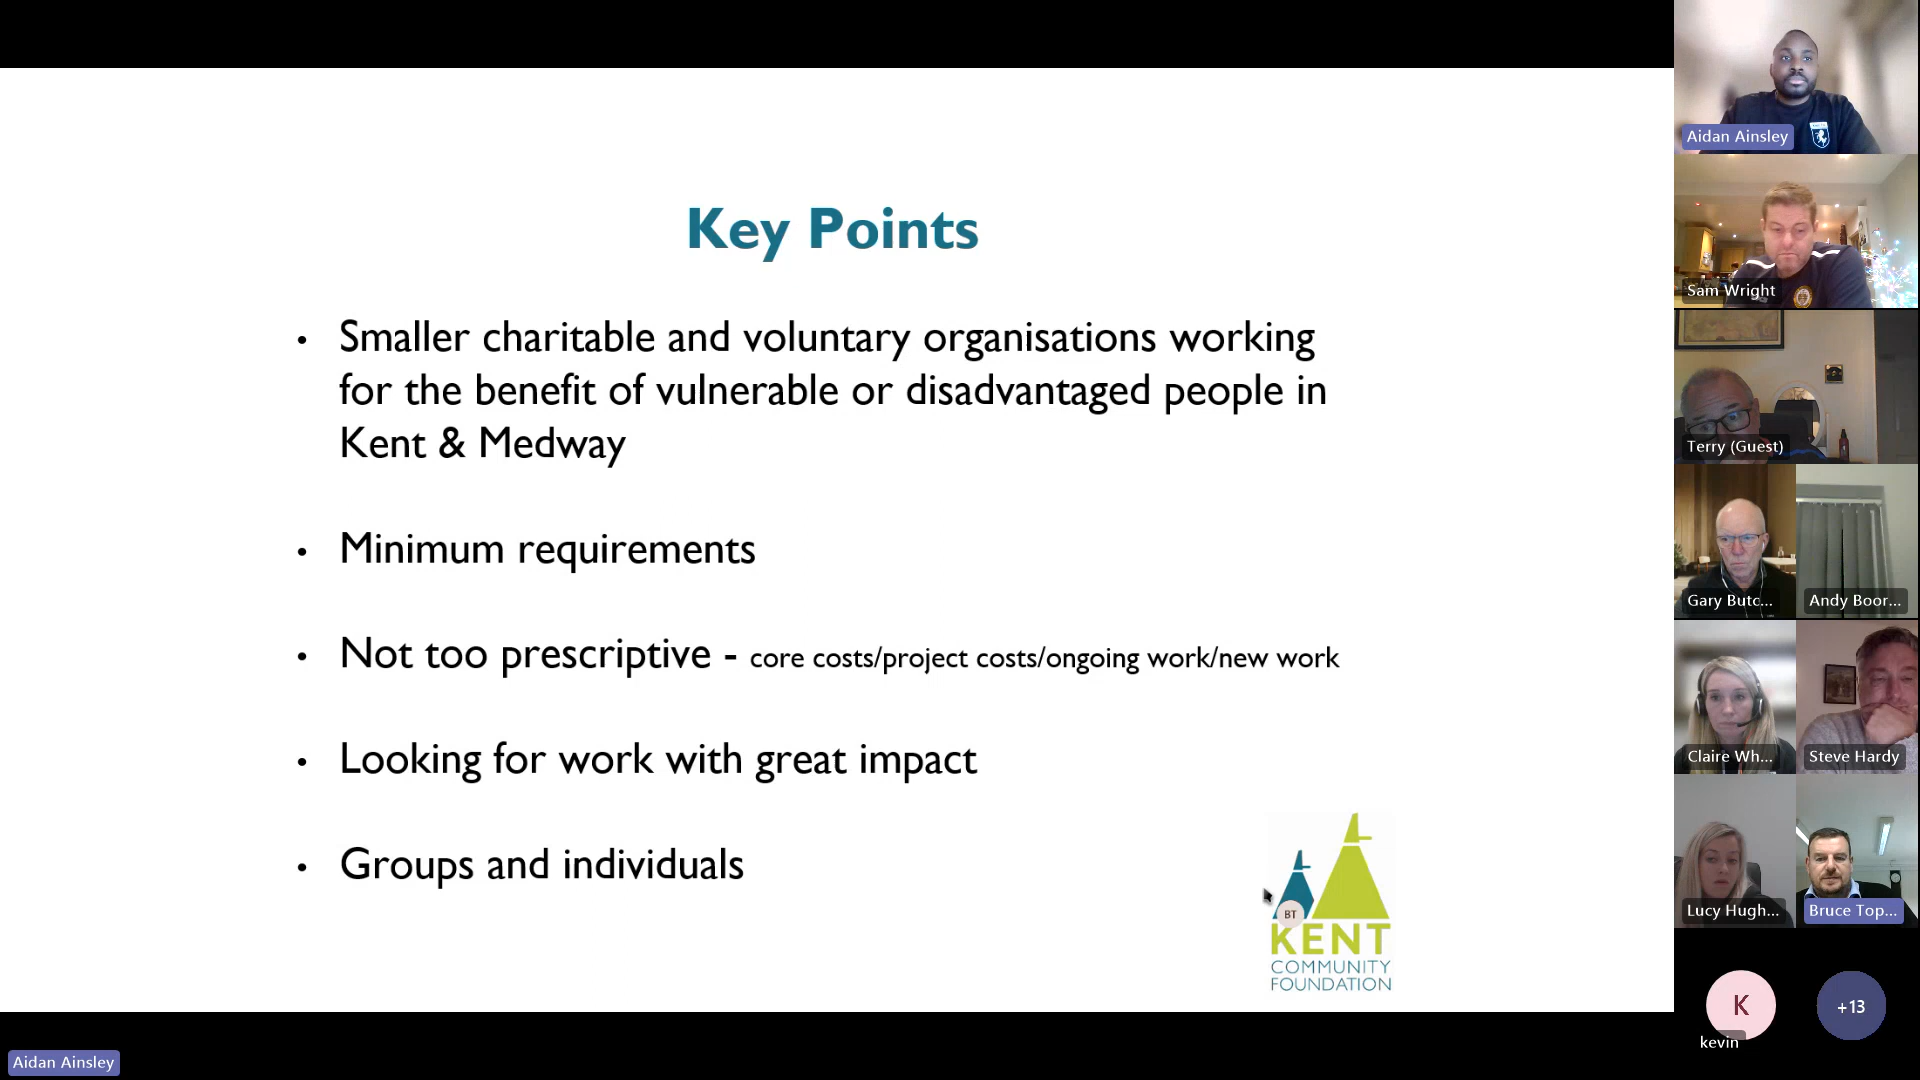 Key Points
• Smaller charitable and voluntary organisations working
for the benefit of vulnerable or disadvantaged people in
Kent & Medway
• Minimum requirements
• Not too prescriptive - core costs/project costs/ongoing work/new work
• Looking for work with great impact
• Groups and individuals
BT
KENT
COMMUNITY
FOUNDATION
Aidan Ainsley
Sam Wright
Terry (Guest)
Gary Butc...
Andy Boor...
Claire Wh...
Steve Hardy
Lucy Hugh...
Bruce Top...
K
kevin
+13
Aidan Ainsley